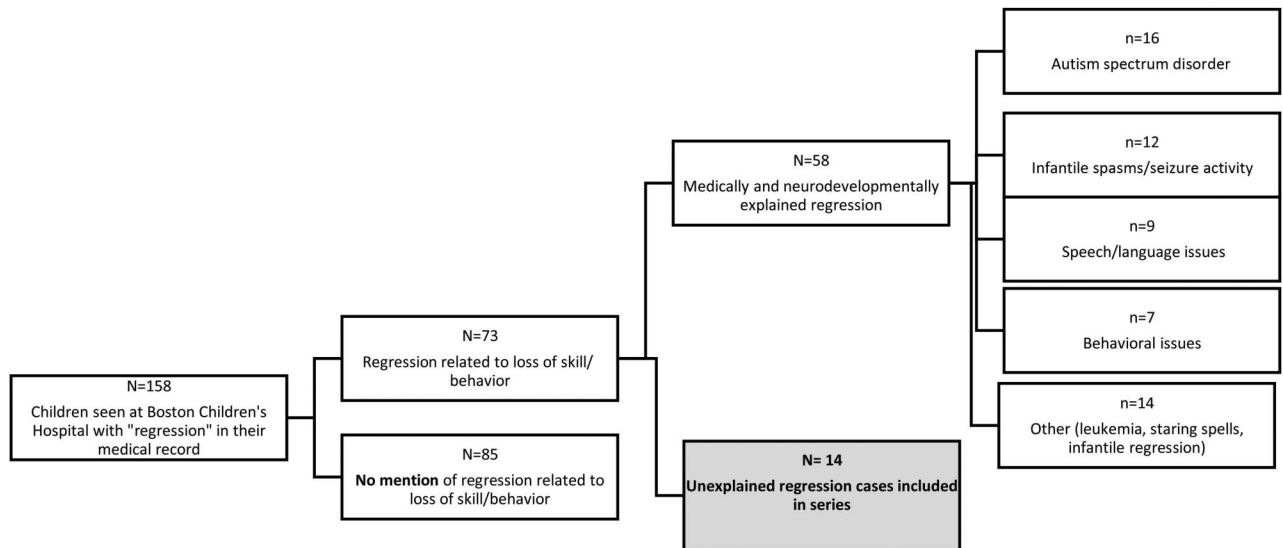 N=158
Children seen at Boston Children's
Hospital with "regression" in their
medical record
N=73
Regression related to loss of skill/
behavior
N=85
No mention of regression related to
loss of skill/behavior
N=58
Medically and neurodevelopmentally
explained regression
N= 14
Unexplained regression cases included
in series
n=16
Autism spectrum disorder
n=12
Infantile spasms/seizure activity
n=9
Speech/language issues
n=7
Behavioral issues
n=14
Other (leukemia, staring spells,
infantile regression)